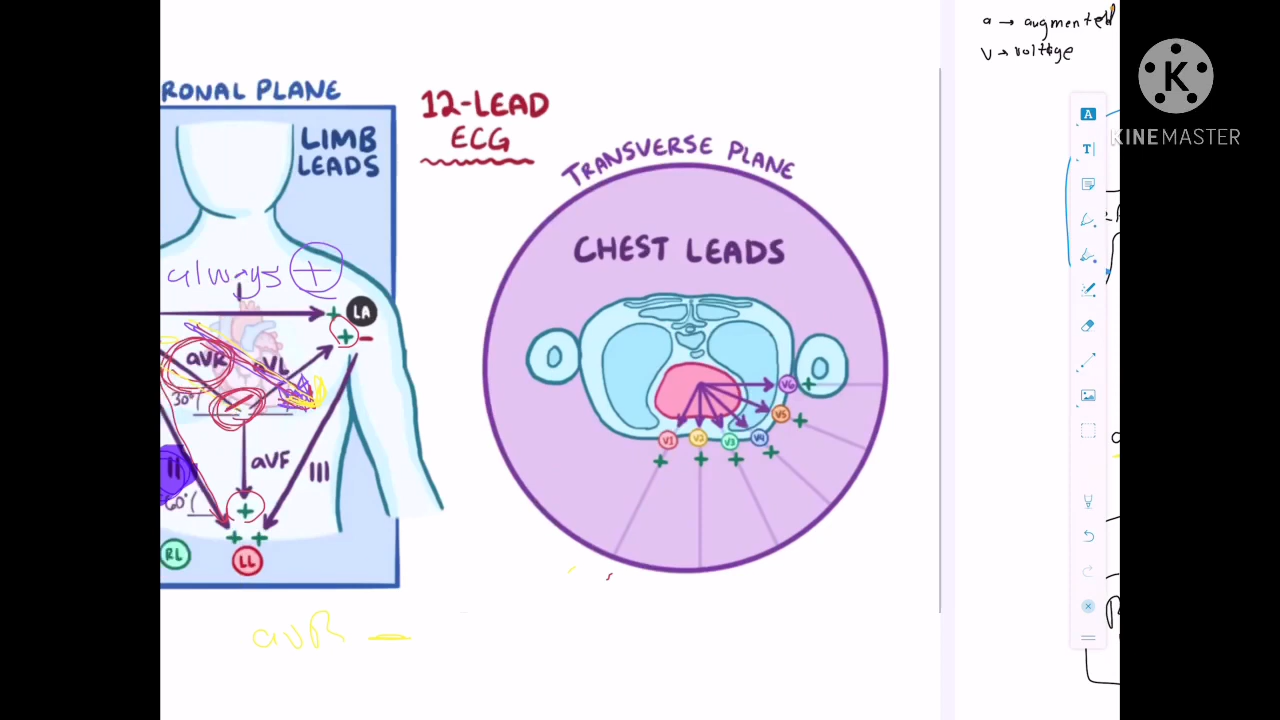 a → augmented
v → voltage
K
KINEMASTER
RONAL PLANE
LIMB
LEADS
12-LEAD
ECG
always +
+ LA
+ -
aVR
aVL
30°
aVF
II
III
60°
+
+ +
RL
LL
aVR -
TRANSVERSE PLANE
CHEST LEADS
V6 +
V5 +
V1 V2 V3 V4
+ + + +
A
T